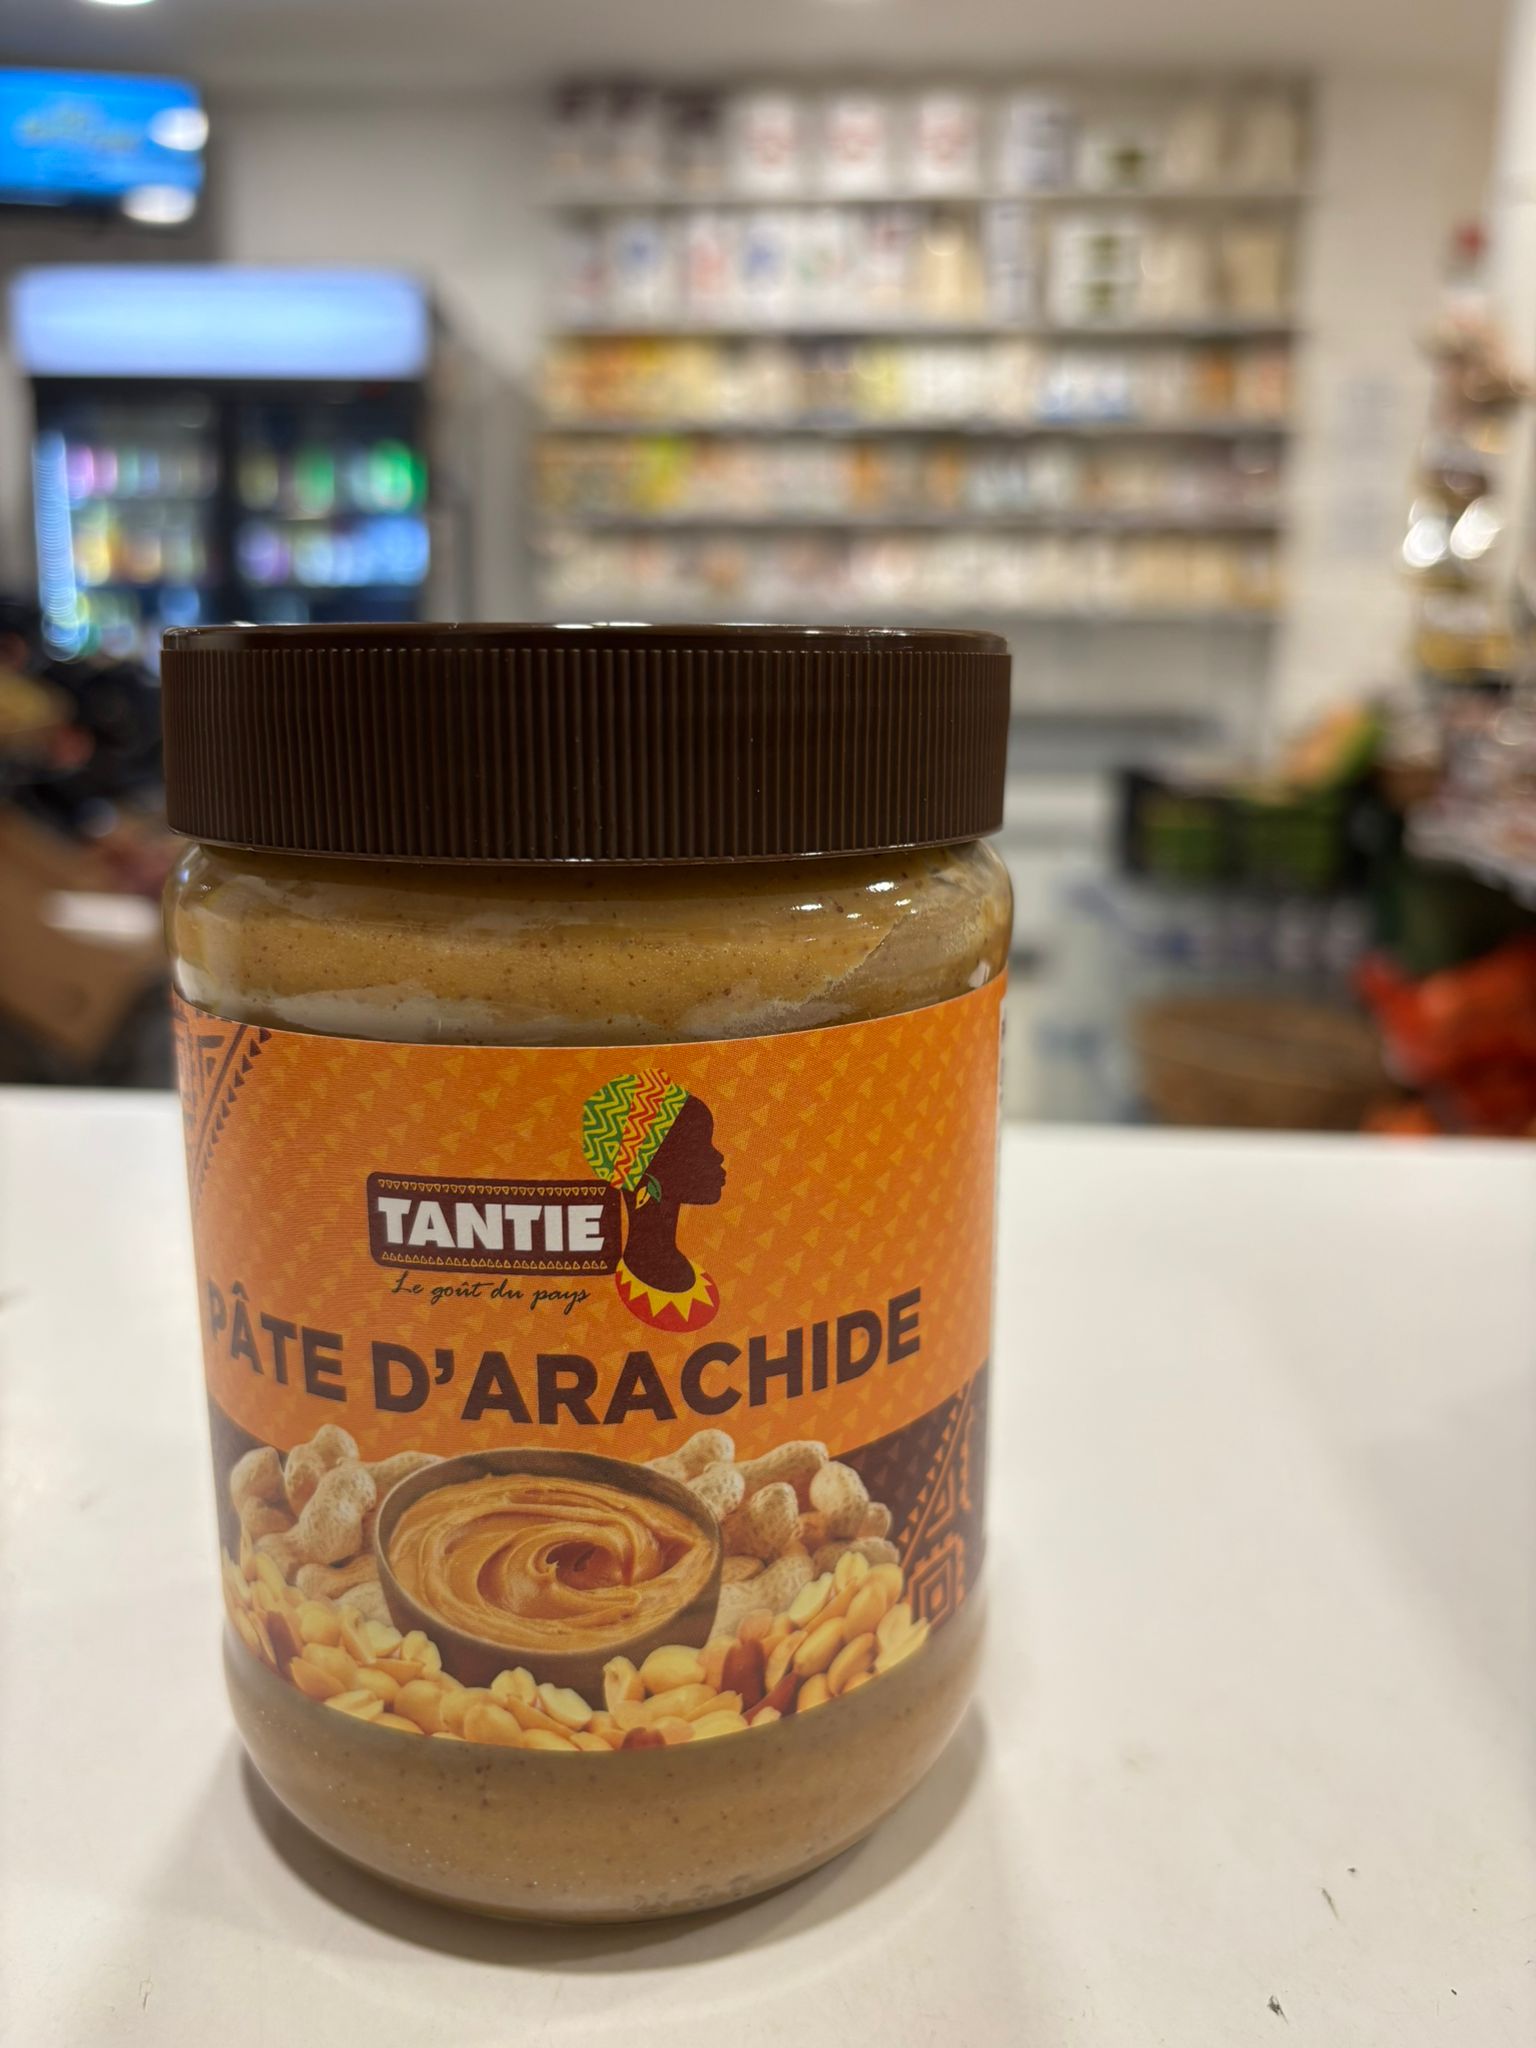 TANTIE
Le goût du pays
PÂTE D'ARACHIDE